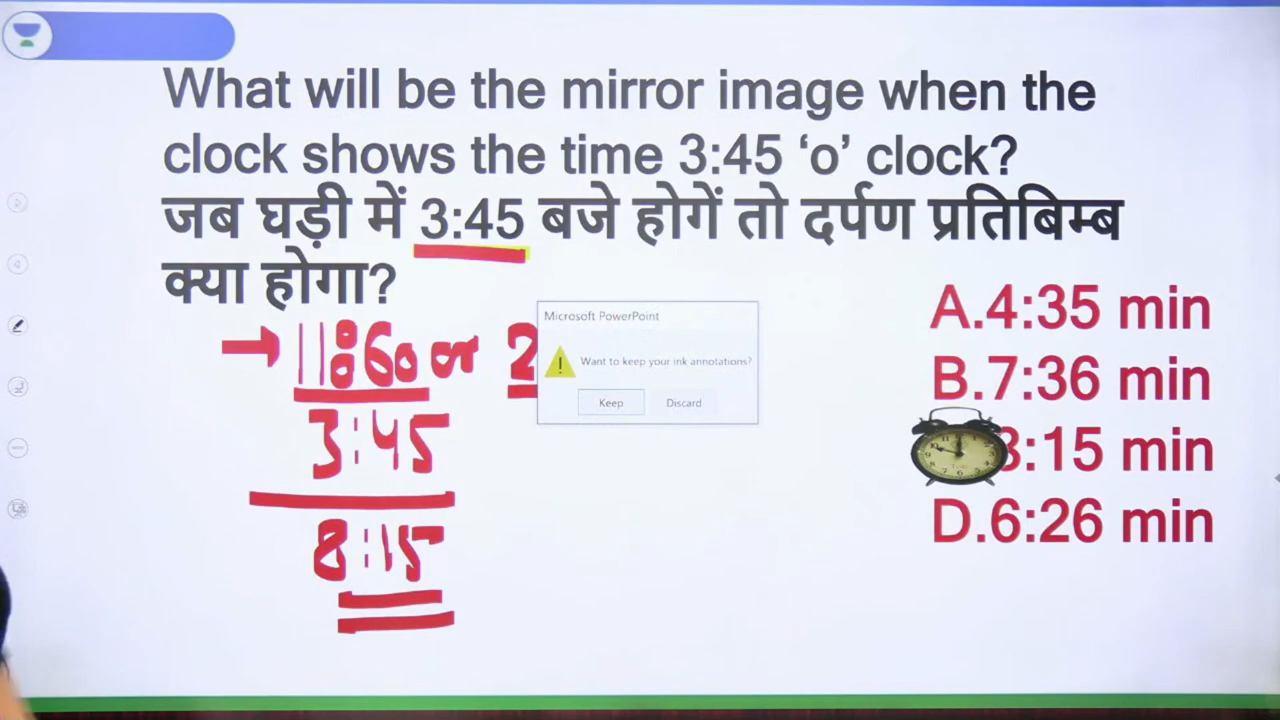 What will be the mirror image when the
clock shows the time 3:45 ‘o’ clock?
जब घड़ी में 3:45 बजे होगें तो दर्पण प्रतिबिम्ब
क्या होगा?
11:60 or 2
3:45
8:15
Microsoft PowerPoint
Want to keep your ink annotations?
Keep
Discard
A.4:35 min
B.7:36 min
:15 min
D.6:26 min